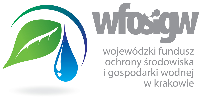 wfośigw
wojewódzki fundusz
ochrony środowiska
i gospodarki wodnej
w krakowie